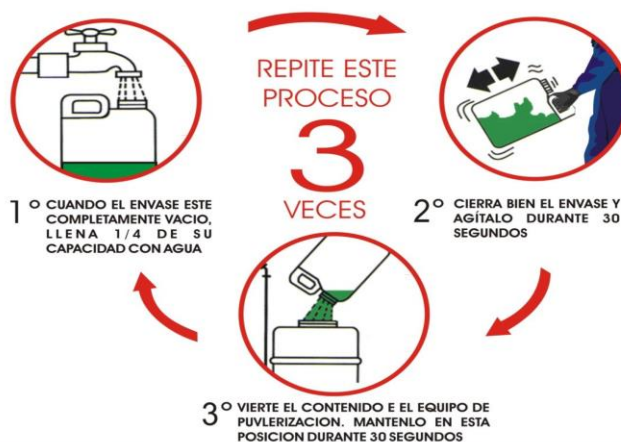 REPITE ESTE
PROCESO
3
VECES
1º CUANDO EL ENVASE ESTE
COMPLETAMENTE VACIO,
LLENA 1/4 DE SU
CAPACIDAD CON AGUA
2º CIERRA BIEN EL ENVASE Y
AGÍTALO DURANTE 30
SEGUNDOS
3º VIERTE EL CONTENIDO E EL EQUIPO DE
PUVLERIZACION. MANTENLO EN ESTA
POSICION DURANTE 30 SEGUNDOS